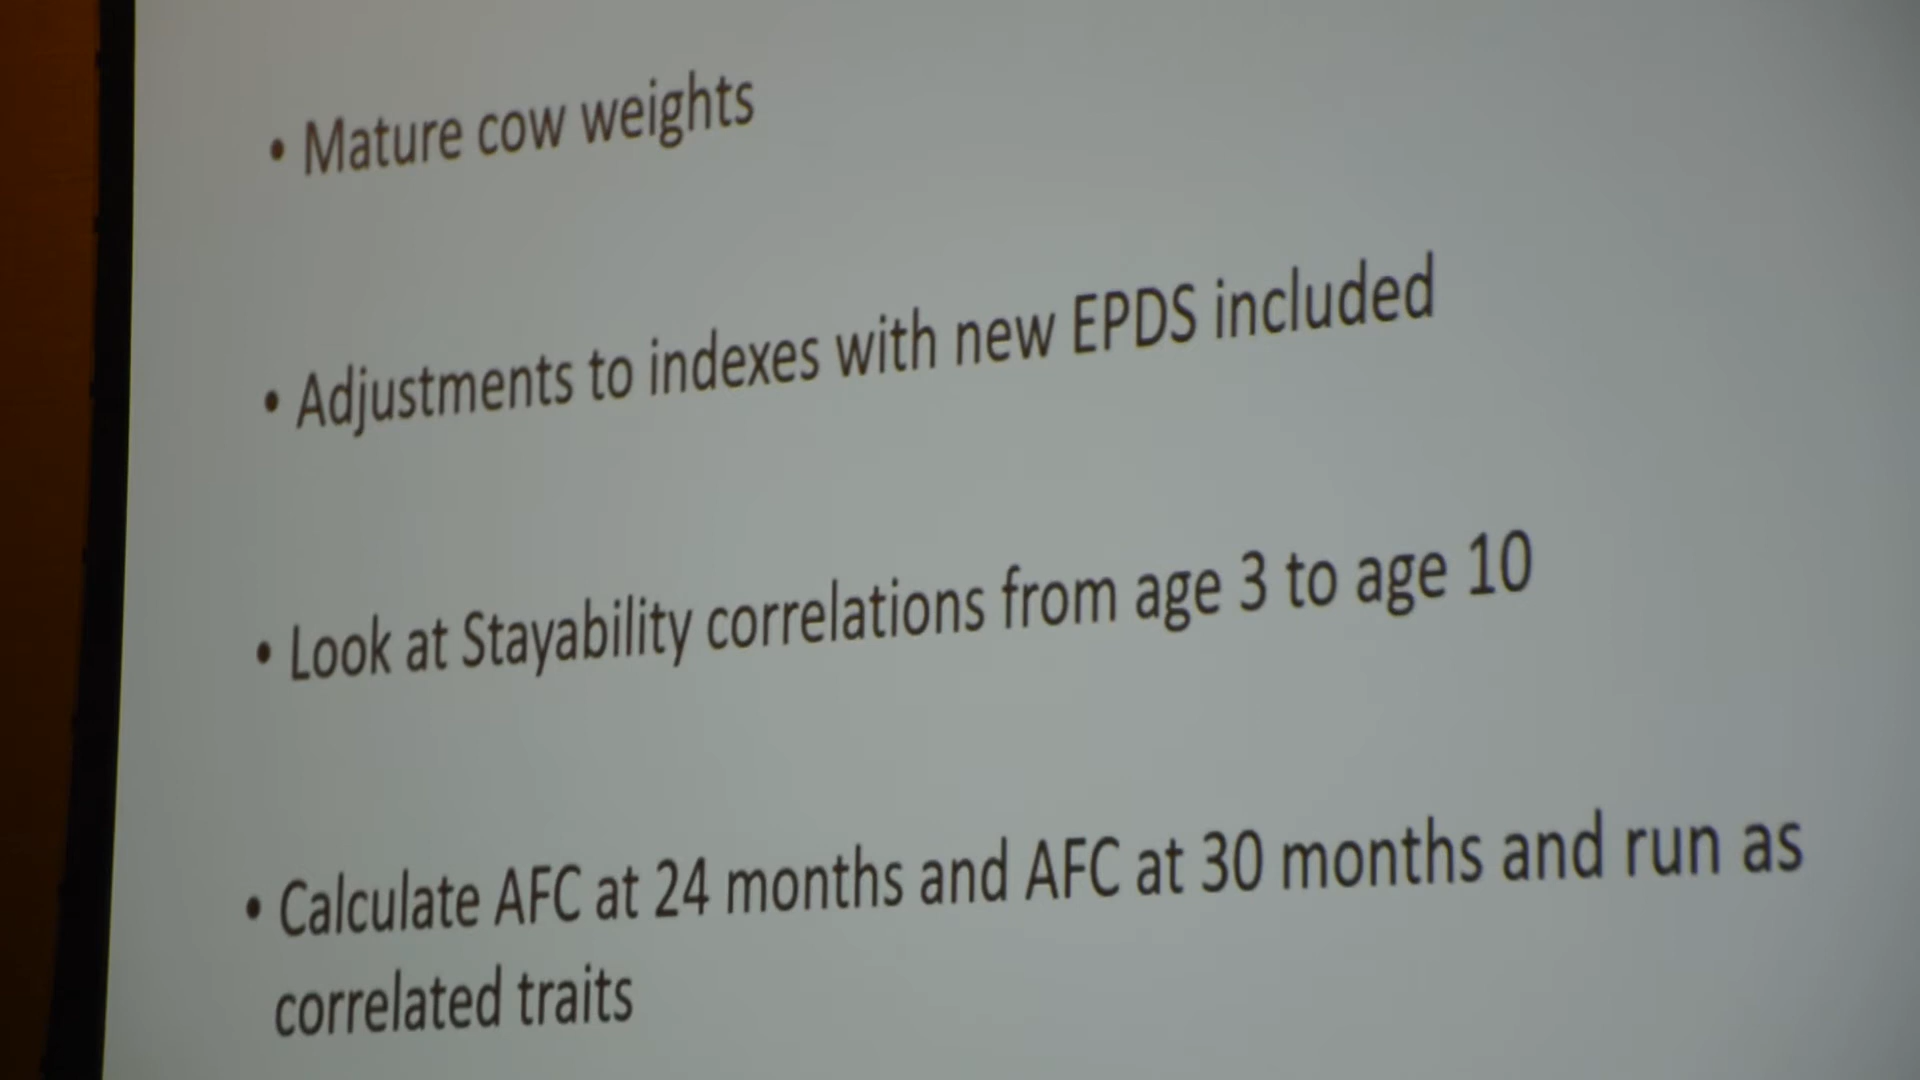 • Mature cow weights
• Adjustments to indexes with new EPDS included
• Look at Stayability correlations from age 3 to age 10
• Calculate AFC at 24 months and AFC at 30 months and run as
correlated traits